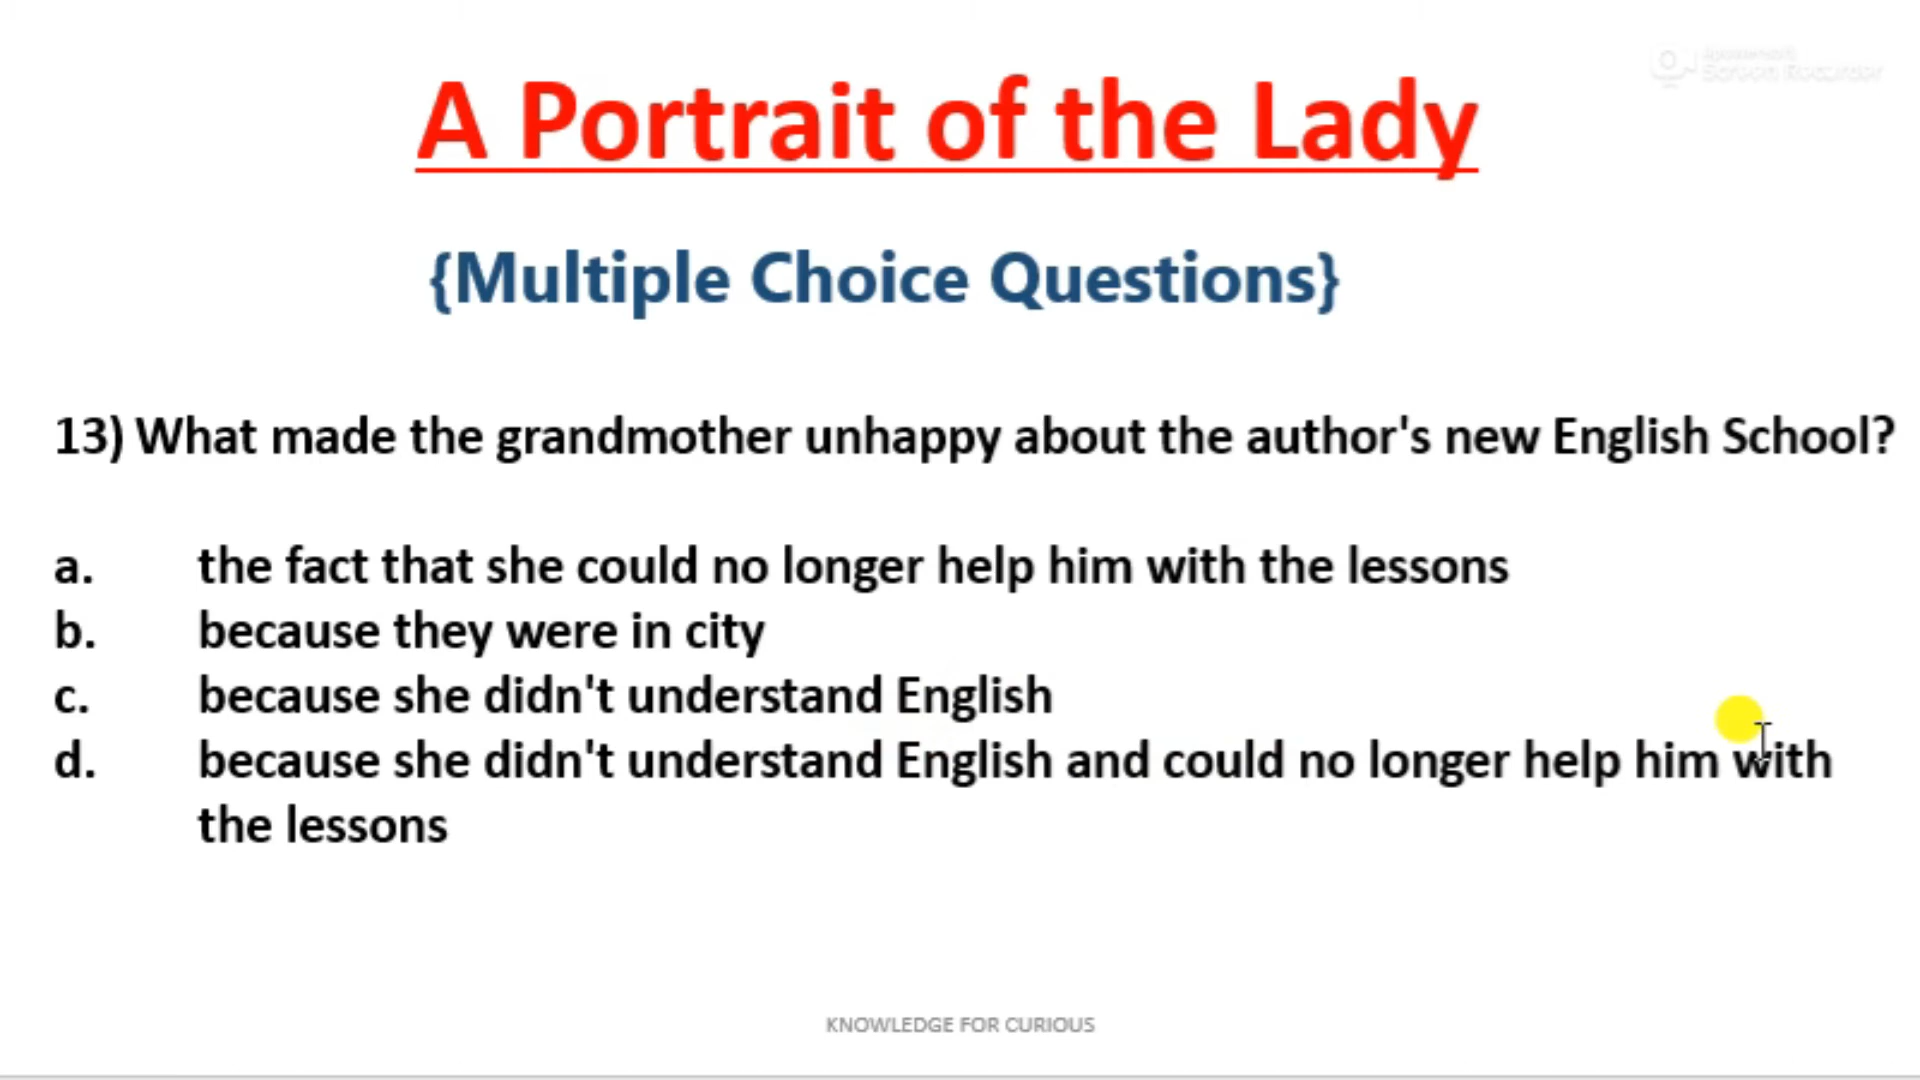 Apowersoft
Screen Recorder
A Portrait of the Lady
{Multiple Choice Questions}
13) What made the grandmother unhappy about the author's new English School?
a. the fact that she could no longer help him with the lessons
b. because they were in city
c. because she didn't understand English
d. because she didn't understand English and could no longer help him with
the lessons
KNOWLEDGE FOR CURIOUS